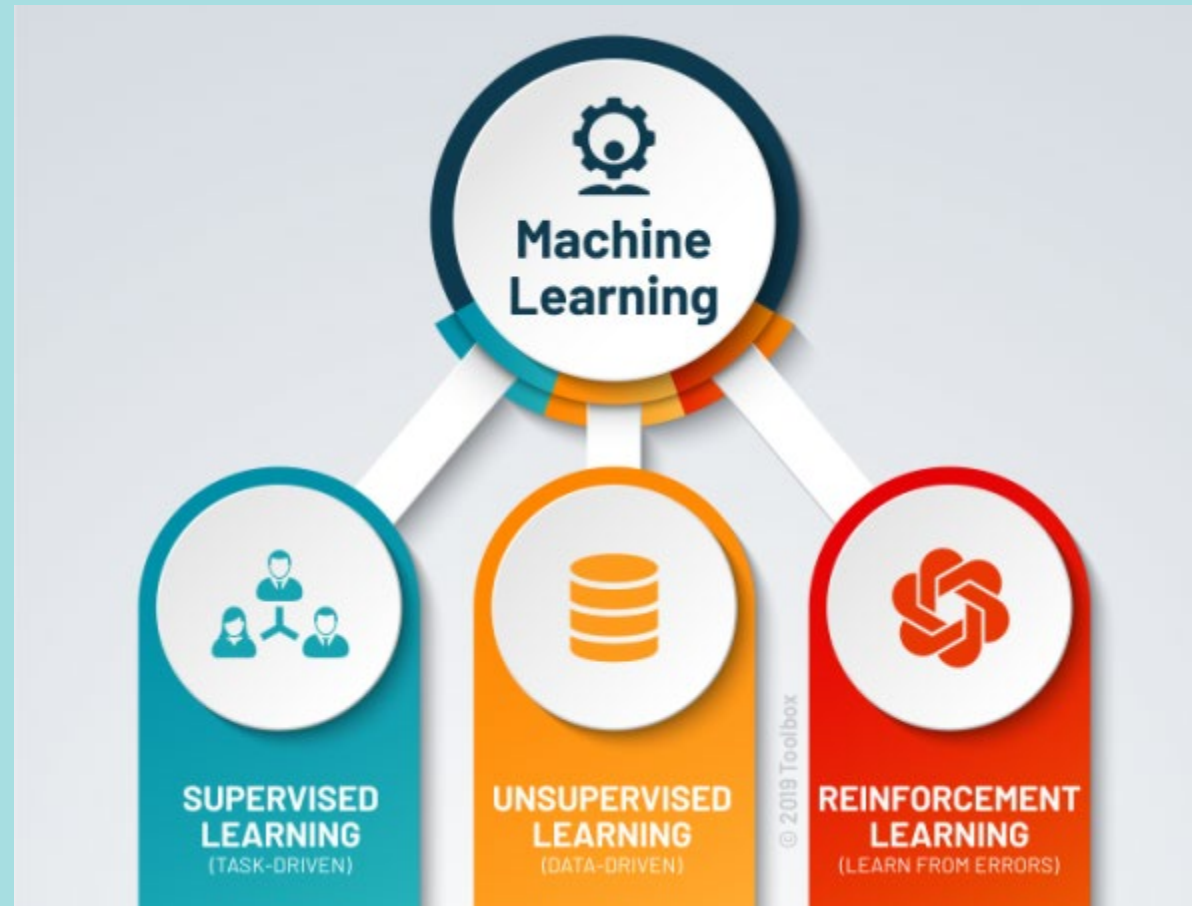 Machine
Learning
SUPERVISED
LEARNING
(TASK-DRIVEN)
UNSUPERVISED
LEARNING
(DATA-DRIVEN)
© 2019 Toolbox
REINFORCEMENT
LEARNING
(LEARN FROM ERRORS)